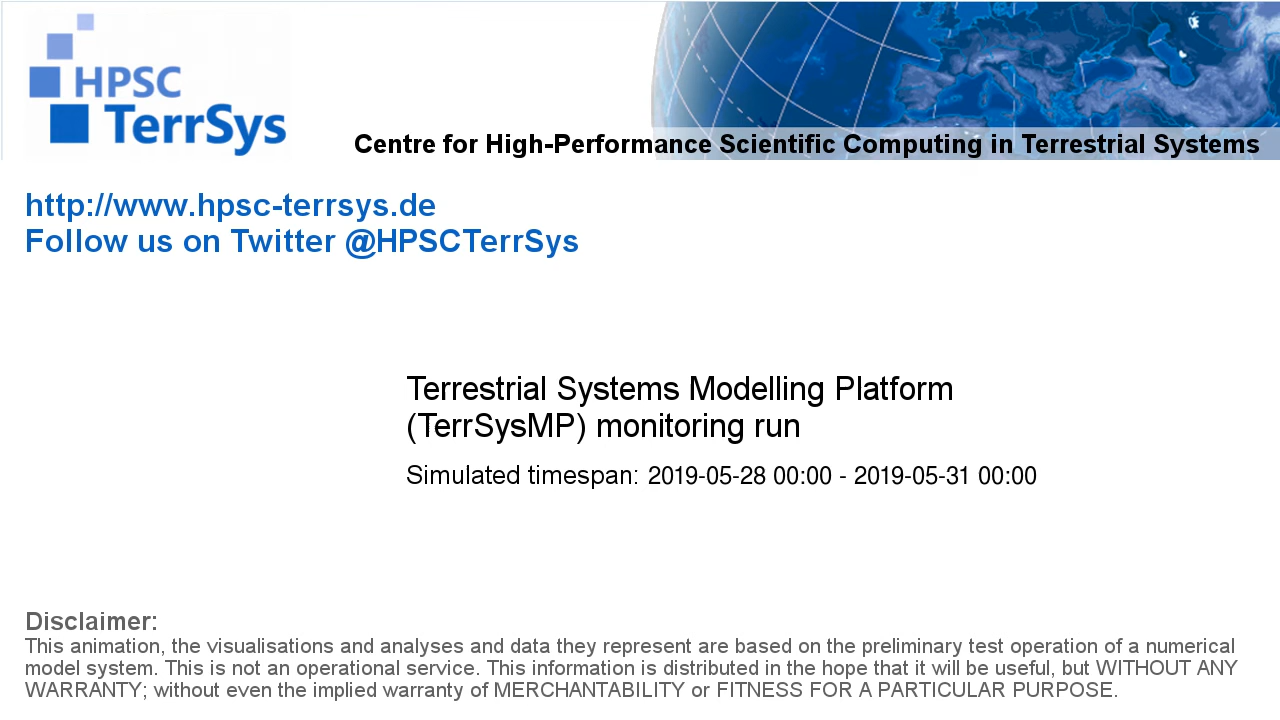 HPSC
TerrSys
Centre for High-Performance Scientific Computing in Terrestrial Systems
http://www.hpsc-terrsys.de
Follow us on Twitter @HPSCTerrSys
Terrestrial Systems Modelling Platform
(TerrSysMP) monitoring run
Simulated timespan: 2019-05-28 00:00 - 2019-05-31 00:00
Disclaimer:
This animation, the visualisations and analyses and data they represent are based on the preliminary test operation of a numerical
model system. This is not an operational service. This information is distributed in the hope that it will be useful, but WITHOUT ANY
WARRANTY; without even the implied warranty of MERCHANTABILITY or FITNESS FOR A PARTICULAR PURPOSE.